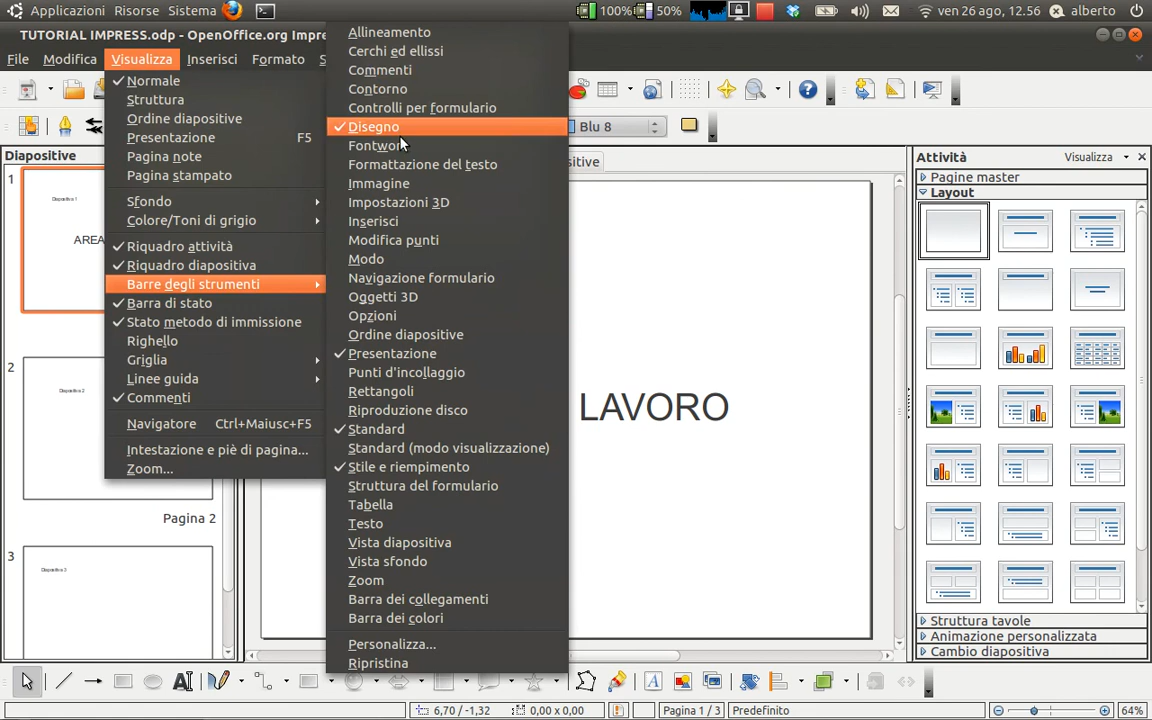 Applicazioni Risorse Sistema 100% 50% ven 26 ago, 12.56 alberto
TUTORIAL IMPRESS.odp - OpenOffice.org Impre
File Modifica Visualizza Inserisci Formato S
Normale
Struttura
Ordine diapositive
Presentazione F5
Pagina note
Pagina stampato
Sfondo
Colore/Toni di grigio
Riquadro attività
Riquadro diapositiva
Barre degli strumenti
Barra di stato
Stato metodo di immissione
Righello
Griglia
Linee guida
Commenti
Navigatore Ctrl+Maiusc+F5
Intestazione e piè di pagina...
Zoom...
Allineamento
Cerchi ed ellissi
Commenti
Contorno
Controlli per formulario
Disegno
Fontwork
Formattazione del testo
Immagine
Impostazioni 3D
Inserisci
Modifica punti
Modo
Navigazione formulario
Oggetti 3D
Opzioni
Ordine diapositive
Presentazione
Punti d'incollaggio
Rettangoli
Riproduzione disco
Standard
Standard (modo visualizzazione)
Stile e riempimento
Struttura del formulario
Tabella
Testo
Vista diapositiva
Vista sfondo
Zoom
Barra dei collegamenti
Barra dei colori
Personalizza...
Ripristina
Blu 8
sitive
Diapositive
1
Diapositiva 1
AREA
2
Diapositiva 2
Pagina 2
3
Diapositiva 3
LAVORO
Attività Visualizza
Pagine master
Layout
Struttura tavole
Animazione personalizzata
Cambio diapositiva
6,70 / -1,32 0,00 x 0,00 Pagina 1 / 3 Predefinito 64%